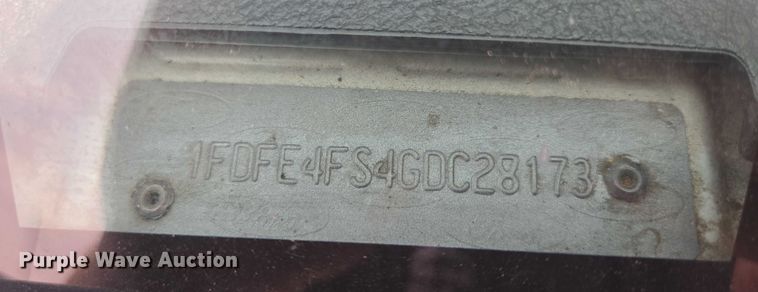 1FDFE4FS4GDC28173
Purple Wave Auction